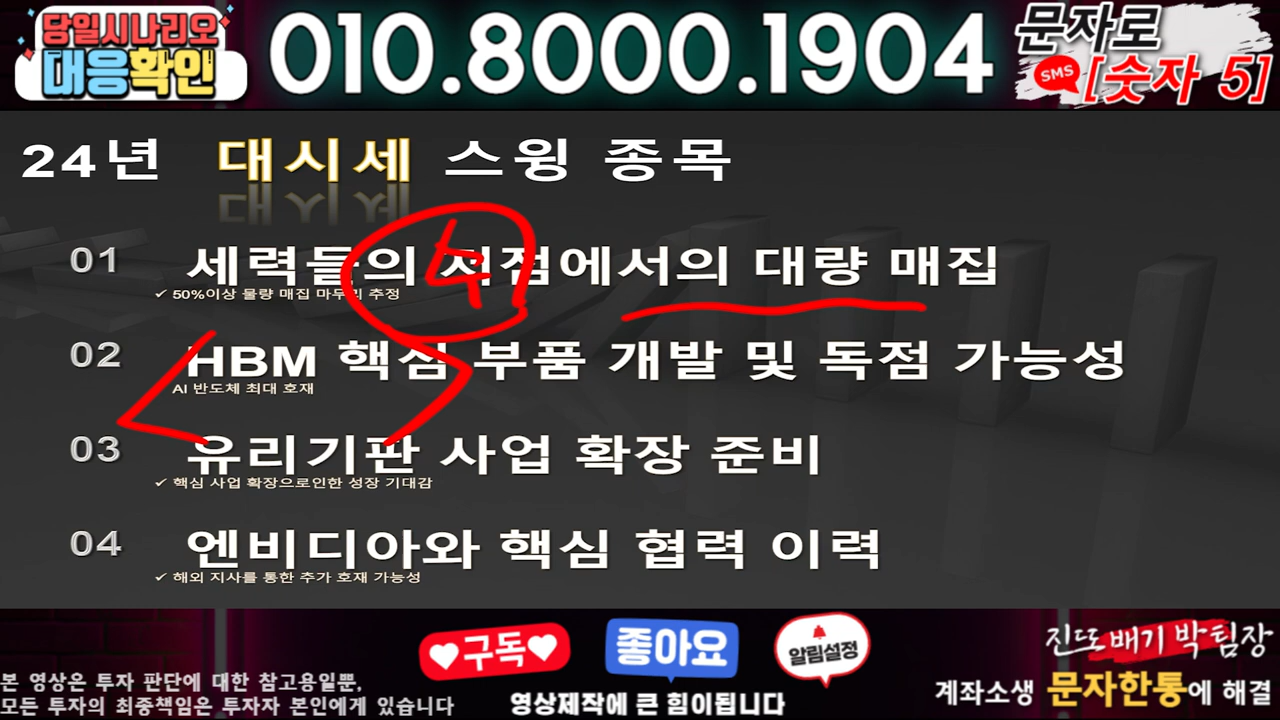 당일시나리오
대응확인
010.8000.1904
문자로
SMS
[숫자 5]
24년 대시세 스윙 종목
01 세력들의 저점에서의 대량 매집
✓ 50%이상 물량 매집 마무리 추정
02 HBM 핵심 부품 개발 및 독점 가능성
AI 반도체 최대 호재
03 유리기판 사업 확장 준비
✓ 핵심 사업 확장으로인한 성장 기대감
04 엔비디아와 핵심 협력 이력
✓ 해외 지사를 통한 추가 호재 가능성
본 영상은 투자 판단에 대한 참고용일뿐,
모든 투자의 최종책임은 투자자 본인에게 있습니다
구독
좋아요
알림설정
영상제작에 큰 힘이됩니다
진또배기 박팀장
계좌소생 문자한통에 해결